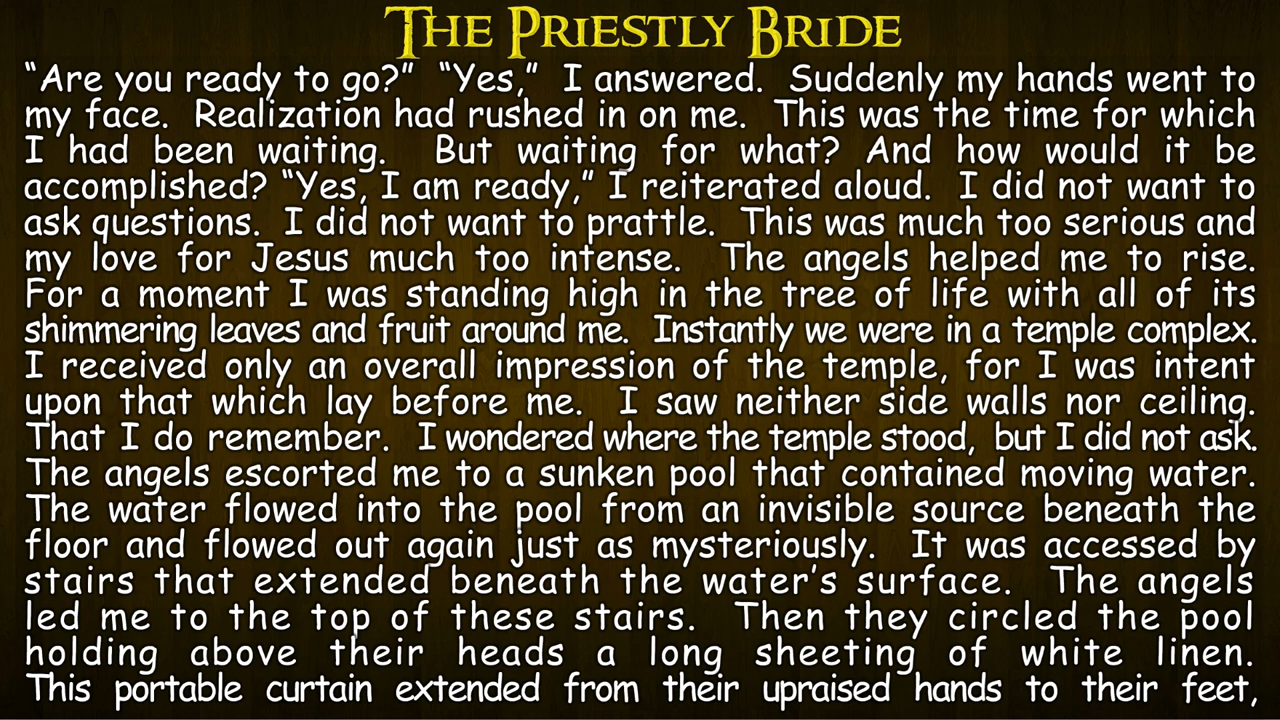 The Priestly Bride
“Are you ready to go?” “Yes,” I answered. Suddenly my hands went to
my face. Realization had rushed in on me. This was the time for which
I had been waiting. But waiting for what? And how would it be
accomplished? “Yes, I am ready,” I reiterated aloud. I did not want to
ask questions. I did not want to prattle. This was much too serious and
my love for Jesus much too intense. The angels helped me to rise.
For a moment I was standing high in the tree of life with all of its
shimmering leaves and fruit around me. Instantly we were in a temple complex.
I received only an overall impression of the temple, for I was intent
upon that which lay before me. I saw neither side walls nor ceiling.
That I do remember. I wondered where the temple stood, but I did not ask.
The angels escorted me to a sunken pool that contained moving water.
The water flowed into the pool from an invisible source beneath the
floor and flowed out again just as mysteriously. It was accessed by
stairs that extended beneath the water’s surface. The angels
led me to the top of these stairs. Then they circled the pool
holding above their heads a long sheeting of white linen.
This portable curtain extended from their upraised hands to their feet,